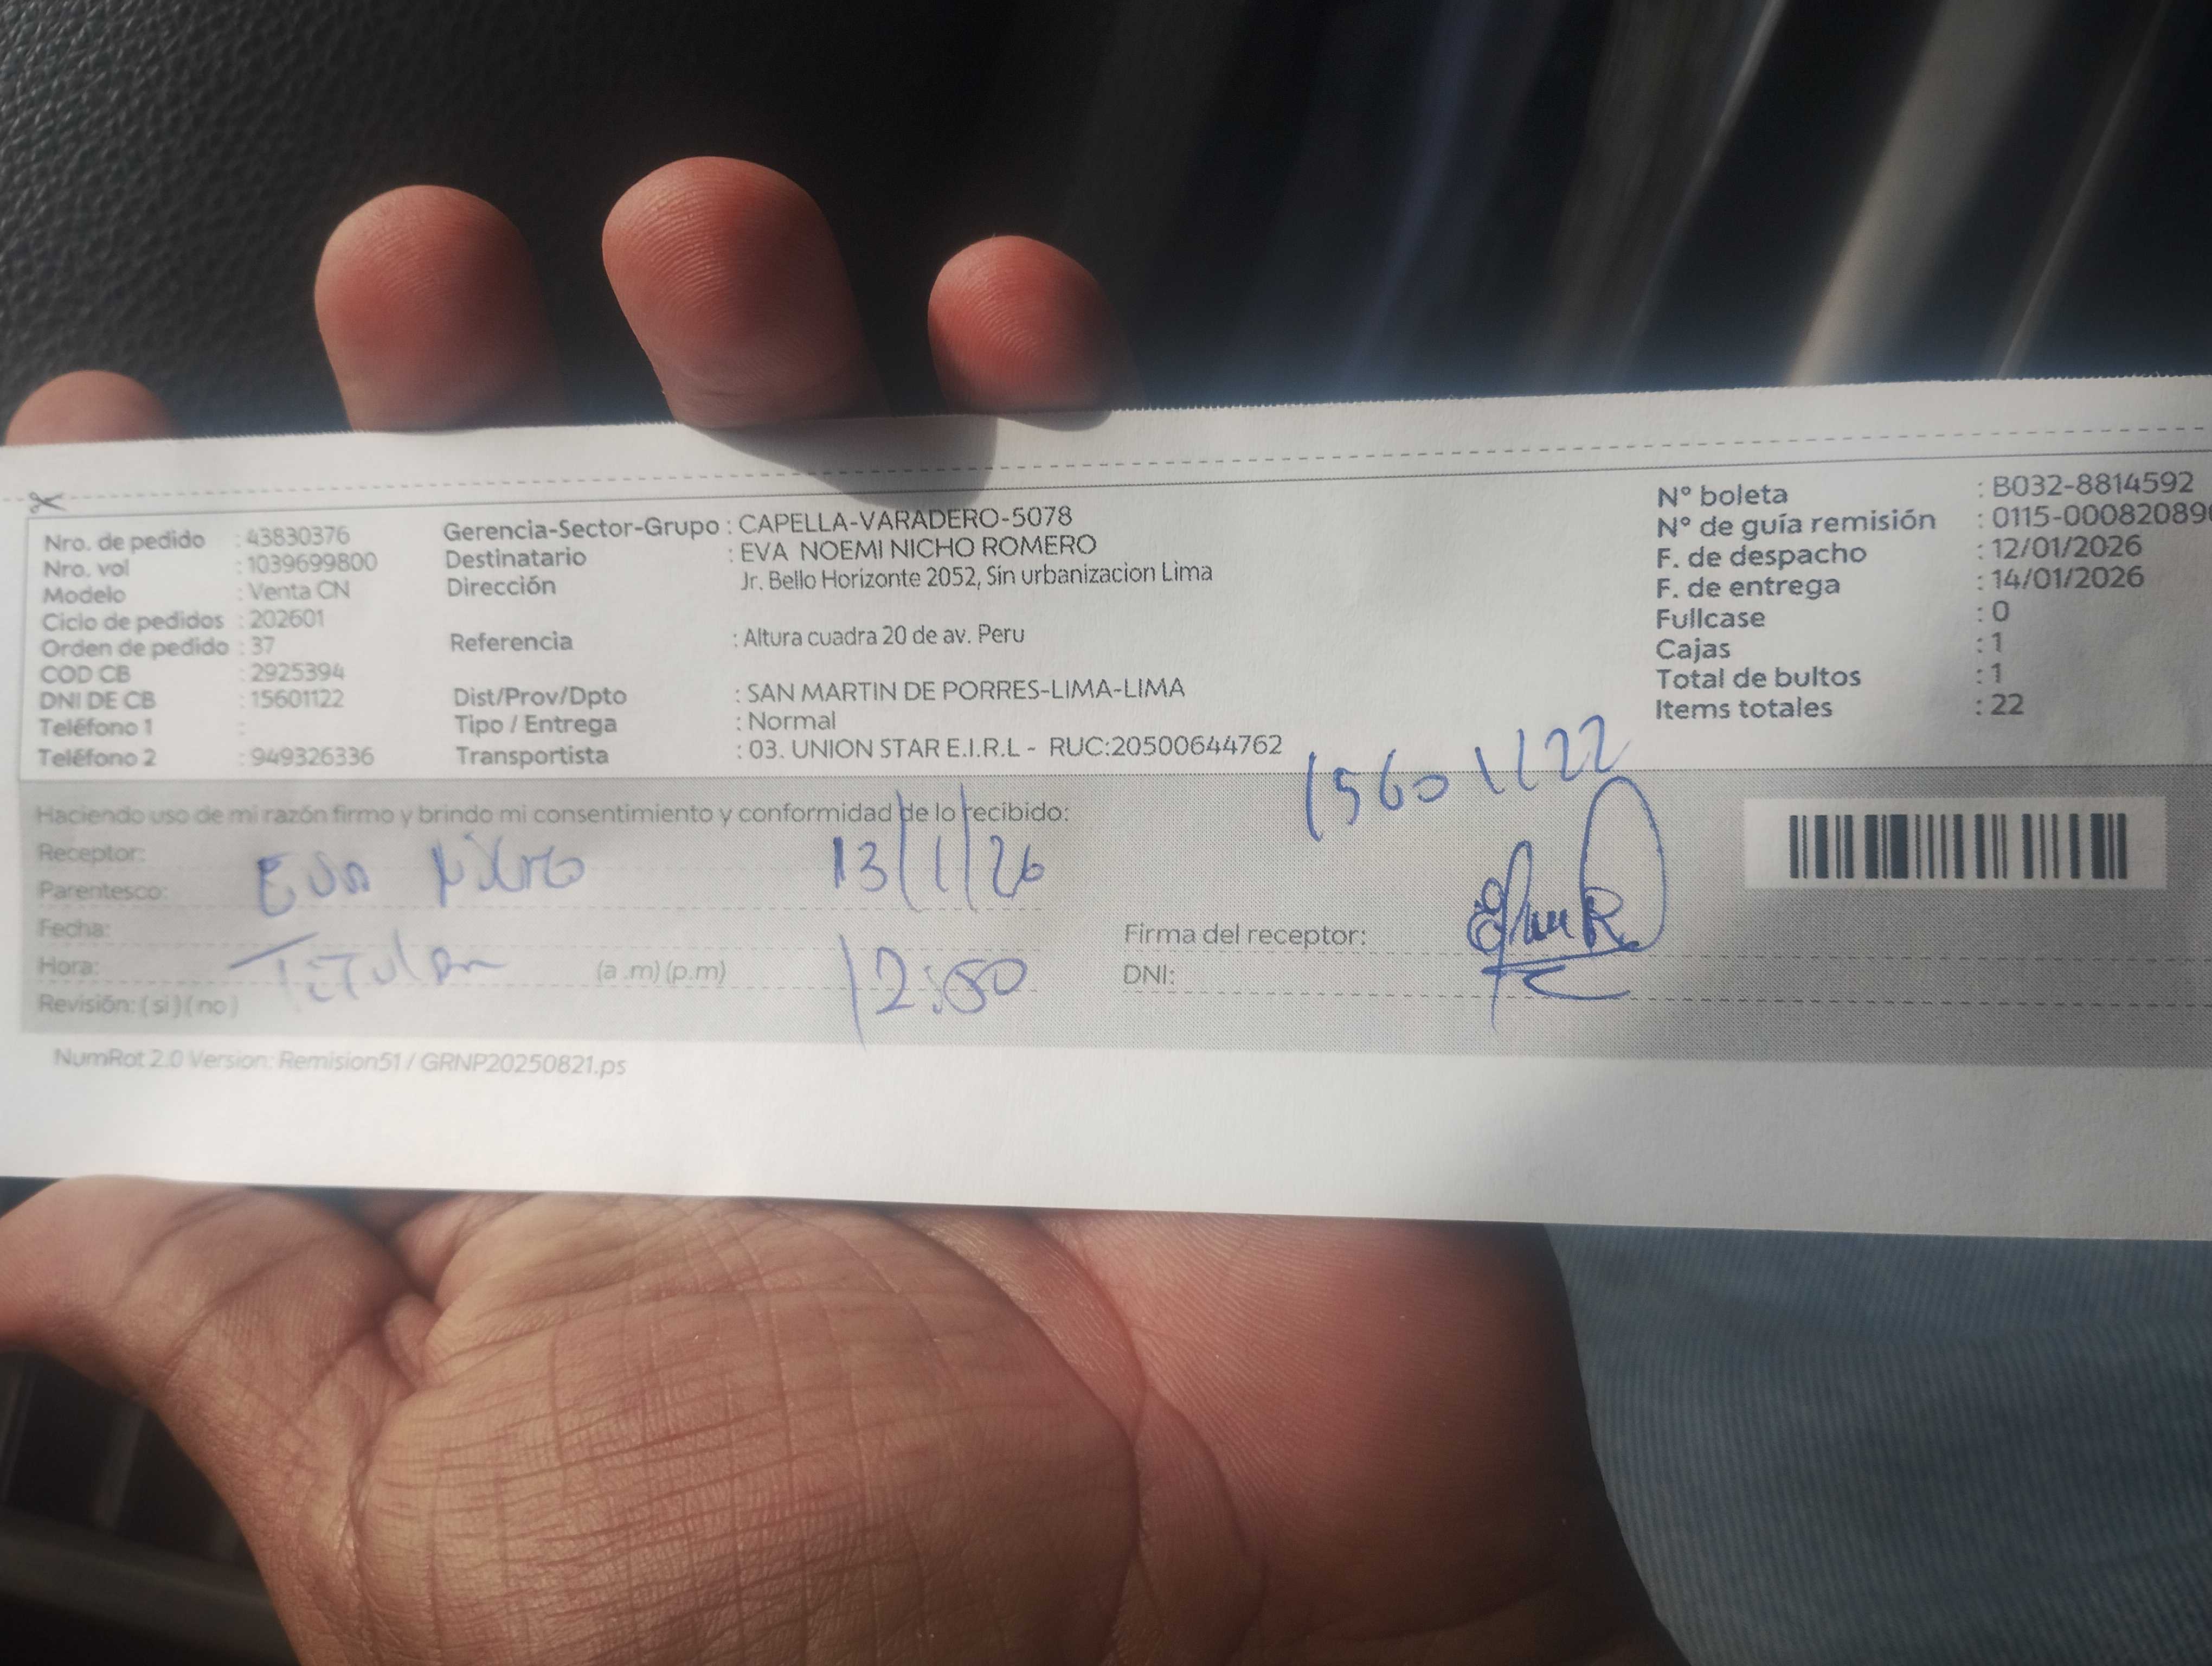 Nro. de pedido : 43830376
Nro. vol : 1039699800
Modelo : Venta CN
Ciclo de pedidos : 202601
Orden de pedido : 37
COD CB : 2925394
DNI DE CB : 15601122
Teléfono 1 :
Teléfono 2 : 949326336
Gerencia-Sector-Grupo : CAPELLA-VARADERO-5078
Destinatario : EVA NOEMI NICHO ROMERO
Dirección Jr. Bello Horizonte 2052, Sin urbanizacion Lima
Referencia : Altura cuadra 20 de av. Peru
Dist/Prov/Dpto : SAN MARTIN DE PORRES-LIMA-LIMA
Tipo / Entrega : Normal
Transportista : 03. UNION STAR E.I.R.L - RUC:20500644762
N° boleta : B032-8814592
N° de guía remisión : 0115-00082089
F. de despacho : 12/01/2026
F. de entrega : 14/01/2026
Fullcase : 0
Cajas : 1
Total de bultos : 1
Items totales : 22
15601122
Haciendo uso de mi razón firmo y brindo mi consentimiento y conformidad de lo recibido:
Receptor:
Parentesco: Eva Nicho 13/1/26
Fecha:
Hora: Titular (a .m) (p.m) 12:50
Revisión: ( si ) ( no )
Firma del receptor:
DNI:
NumRot 2.0 Version: Remision51 / GRNP20250821.ps